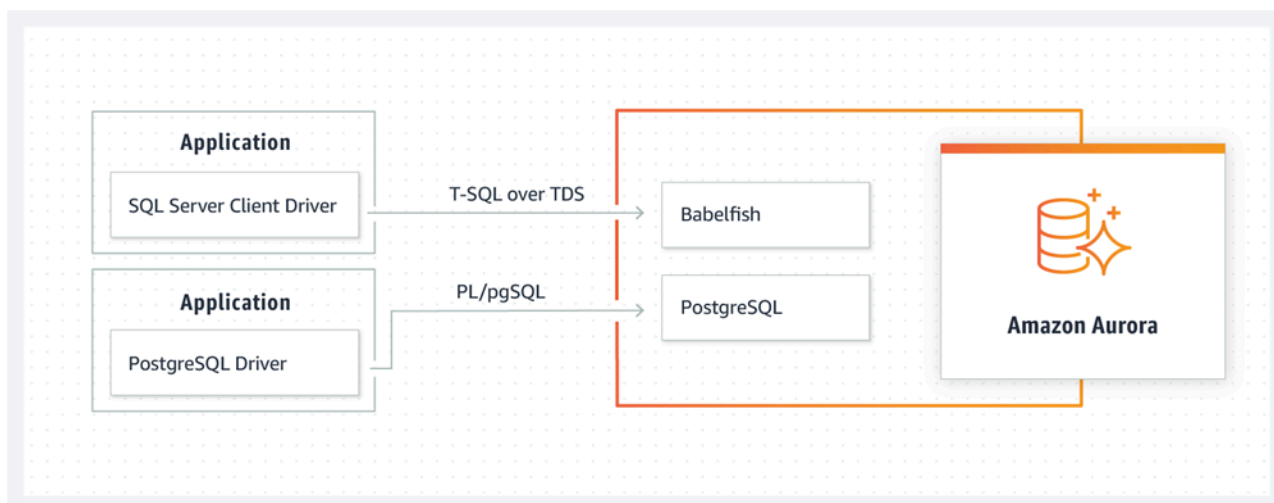 Application
SQL Server Client Driver
T-SQL over TDS
Babelfish
Application
PostgreSQL Driver
PL/pgSQL
PostgreSQL
Amazon Aurora